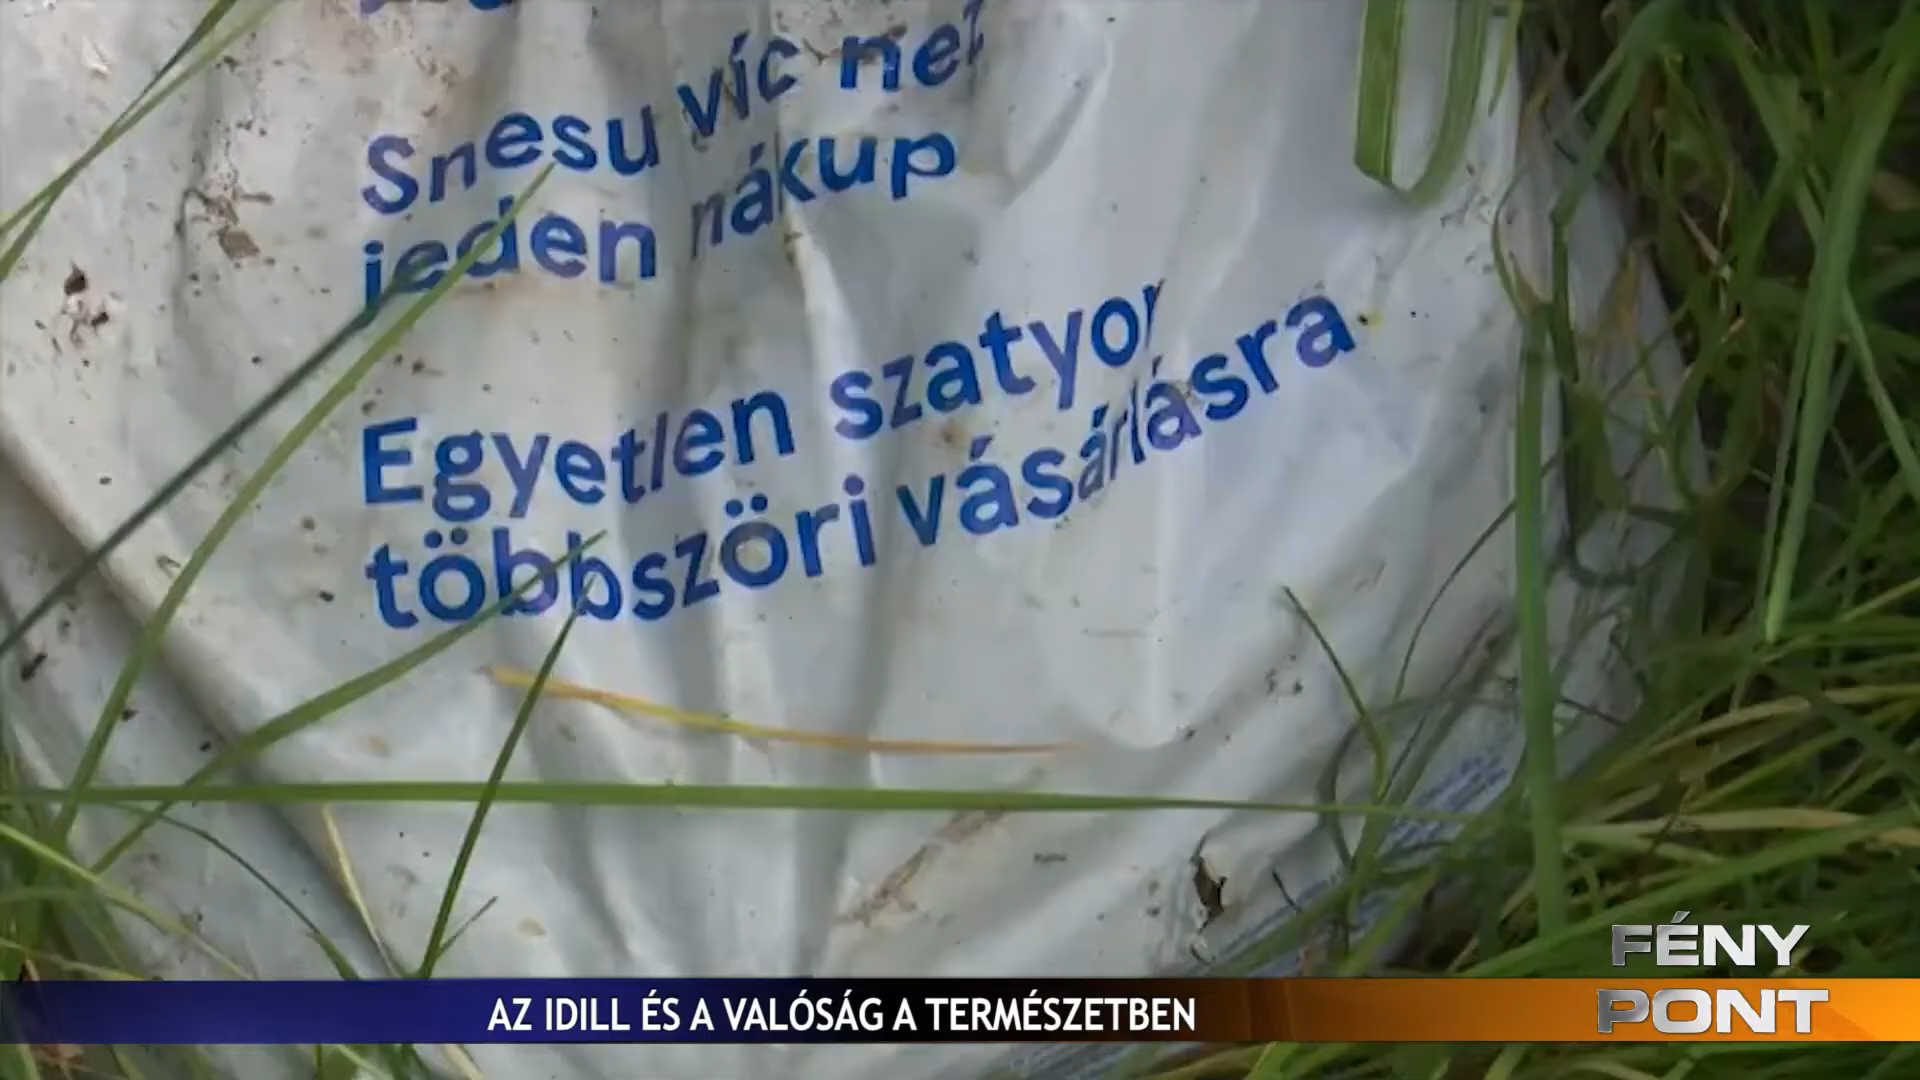 Snesu víc než
jeden nákup
Egyetlen szatyor
többszöri vásárlásra
AZ IDILL ÉS A VALÓSÁG A TERMÉSZETBEN
FÉNY
PONT